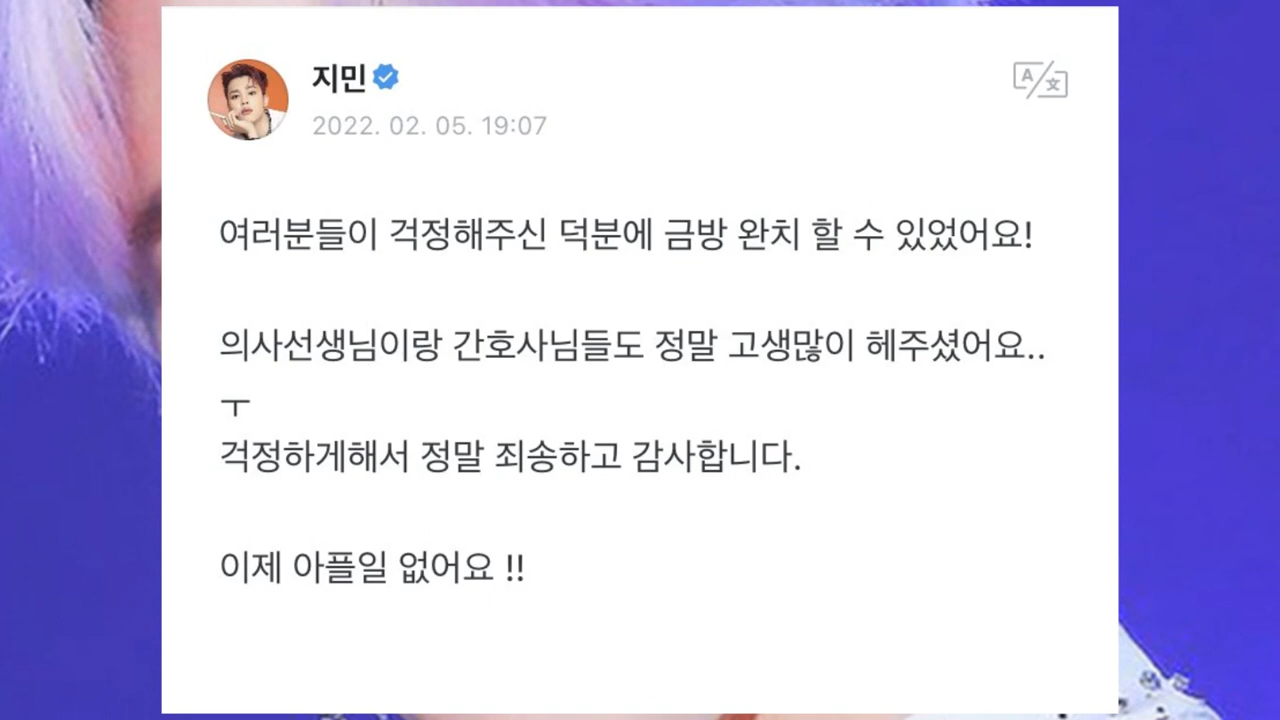 지민
2022. 02. 05. 19:07
A 文
여러분들이 걱정해주신 덕분에 금방 완치 할 수 있었어요!
의사선생님이랑 간호사님들도 정말 고생많이 헤주셨어요..
ㅜ
걱정하게해서 정말 죄송하고 감사합니다.
이제 아플일 없어요 !!